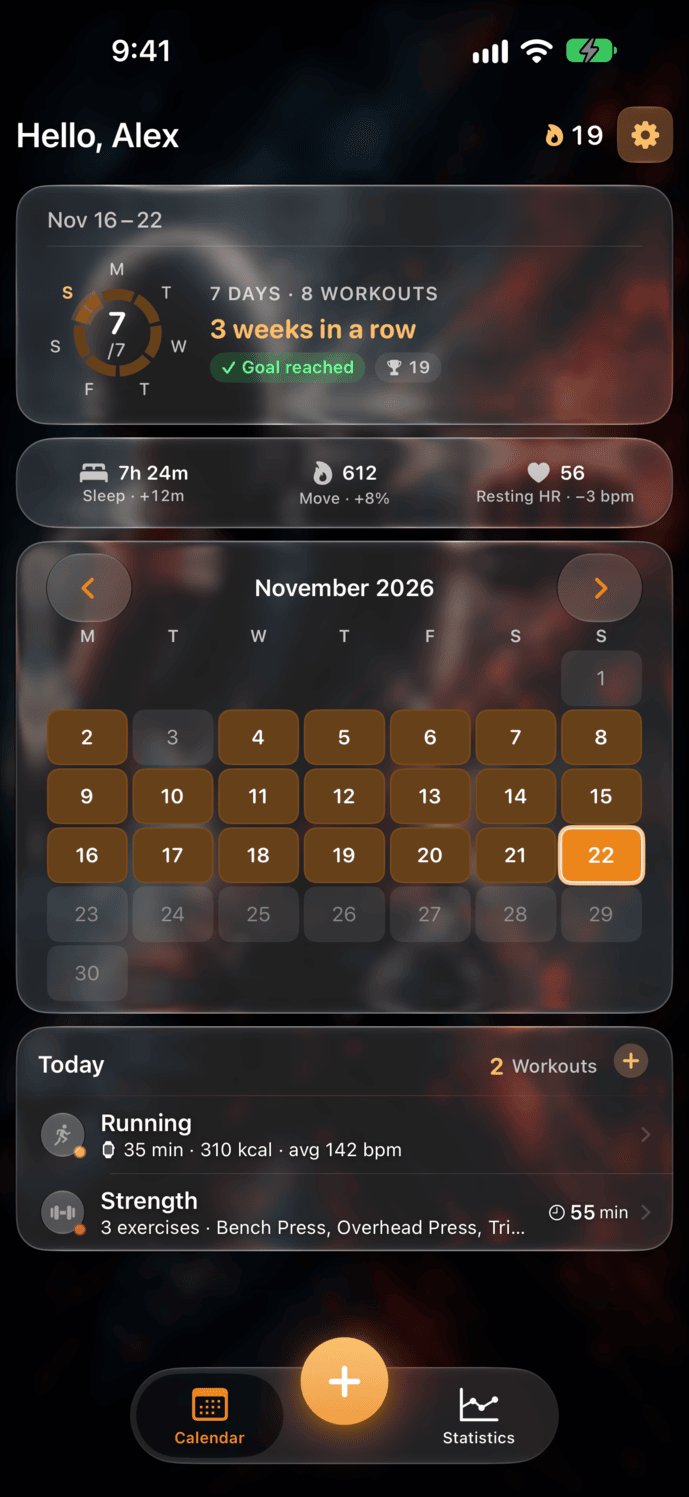 9:41
Hello, Alex
19
Nov 16–22
M
S T
7
S /7 W
F T
7 DAYS · 8 WORKOUTS
3 weeks in a row
Goal reached 19
7h 24m
Sleep · +12m
612
Move · +8%
56
Resting HR · −3 bpm
November 2026
M T W T F S S
1
2 3 4 5 6 7 8
9 10 11 12 13 14 15
16 17 18 19 20 21 22
23 24 25 26 27 28 29
30
Today 2 Workouts
Running
35 min · 310 kcal · avg 142 bpm
Strength
3 exercises · Bench Press, Overhead Press, Tri...
55 min
Calendar
Statistics